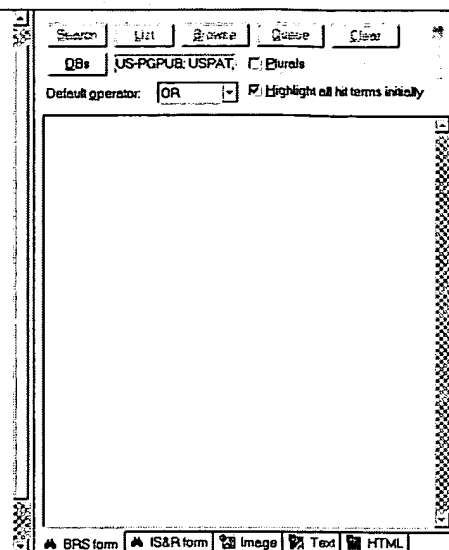 Search List Browse Queue Clear
DBs US-PGPUB; USPAT; Plurals
Default operator: OR Highlight all hit terms initially
BRS form IS&R form Image Text HTML